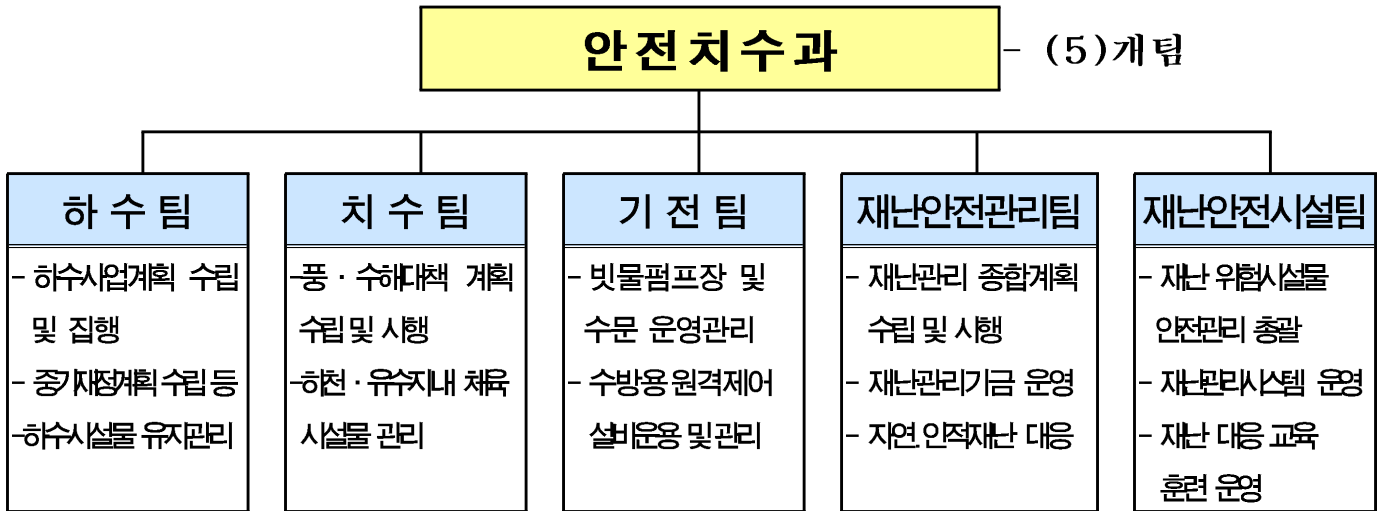 안전치수과
- (5)개팀
하 수 팀
- 하수사업계획 수립
및 집행
- 중기재정계획 수립 등
-하수시설물 유지관리
치 수 팀
-풍 · 수해대책 계획
수립 및 시행
-하천 · 유수지내 체육
시설물 관리
기 전 팀
- 빗물펌프장 및
수문 운영관리
- 수방용 원격제어
설비운용 및 관리
재난안전관리팀
- 재난관리 종합계획
수립 및 시행
- 재난관리기금 운영
- 자연.인적재난 대응
재난안전시설팀
- 재난 위험시설물
안전관리 총괄
- 재난관리시스템 운영
- 재난 대응 교육
훈련 운영